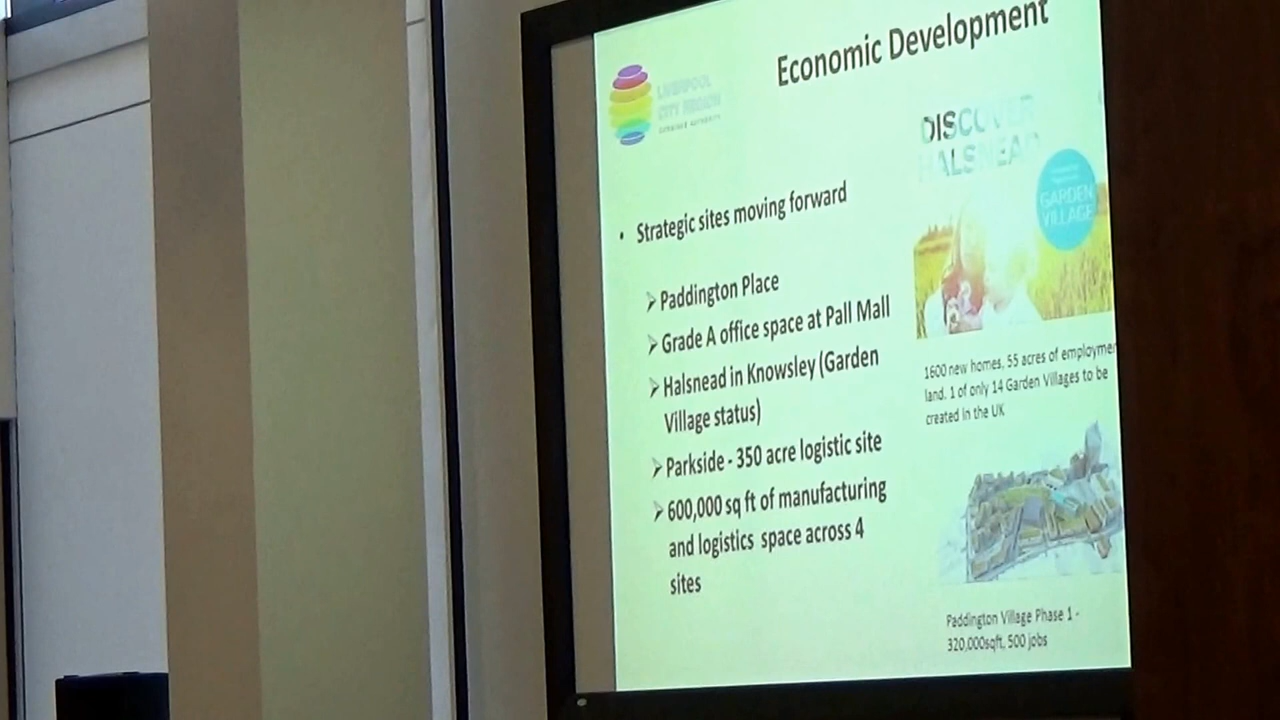 Economic Development
LIVERPOOL
CITY REGION
COMBINED AUTHORITY
DISCOVER
HALSNEAD
GARDEN
VILLAGE
• Strategic sites moving forward
➢ Paddington Place
➢ Grade A office space at Pall Mall
➢ Halsnead in Knowsley (Garden
Village status)
➢ Parkside - 350 acre logistic site
➢ 600,000 sq ft of manufacturing
and logistics space across 4
sites
1600 new homes, 55 acres of employmen
land. 1 of only 14 Garden Villages to be
created in the UK
Paddington Village Phase 1 -
320,000sqft, 500 jobs